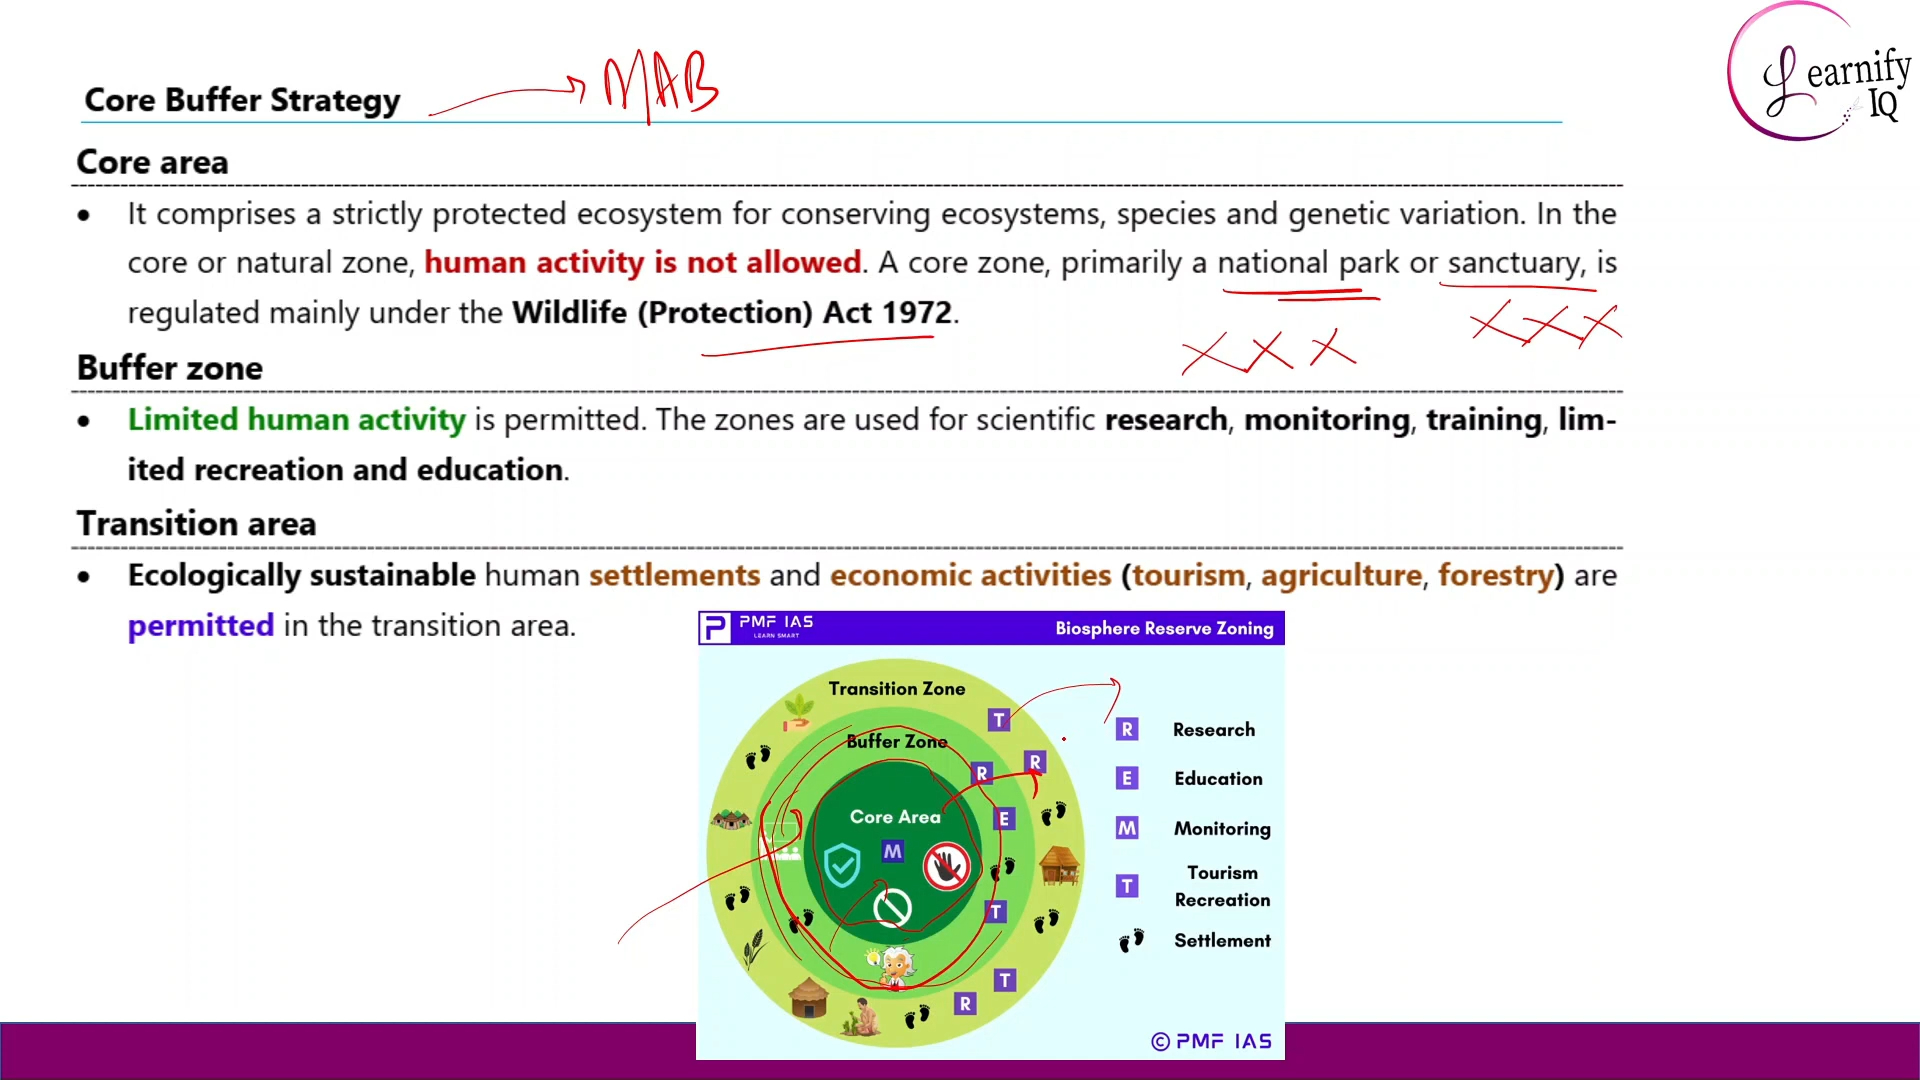 Core Buffer Strategy → MAB
Learnify
IQ
Core area
• It comprises a strictly protected ecosystem for conserving ecosystems, species and genetic variation. In the
core or natural zone, human activity is not allowed. A core zone, primarily a national park or sanctuary, is
regulated mainly under the Wildlife (Protection) Act 1972.
XXX
XXX
Buffer zone
• Limited human activity is permitted. The zones are used for scientific research, monitoring, training, lim-
ited recreation and education.
Transition area
• Ecologically sustainable human settlements and economic activities (tourism, agriculture, forestry) are
permitted in the transition area.
P PMF IAS
LEARN SMART
Biosphere Reserve Zoning
Transition Zone
T
Buffer Zone
R
R
Core Area
E
M
T
T
R
R Research
E Education
M Monitoring
T Tourism
Recreation
Settlement
© PMF IAS